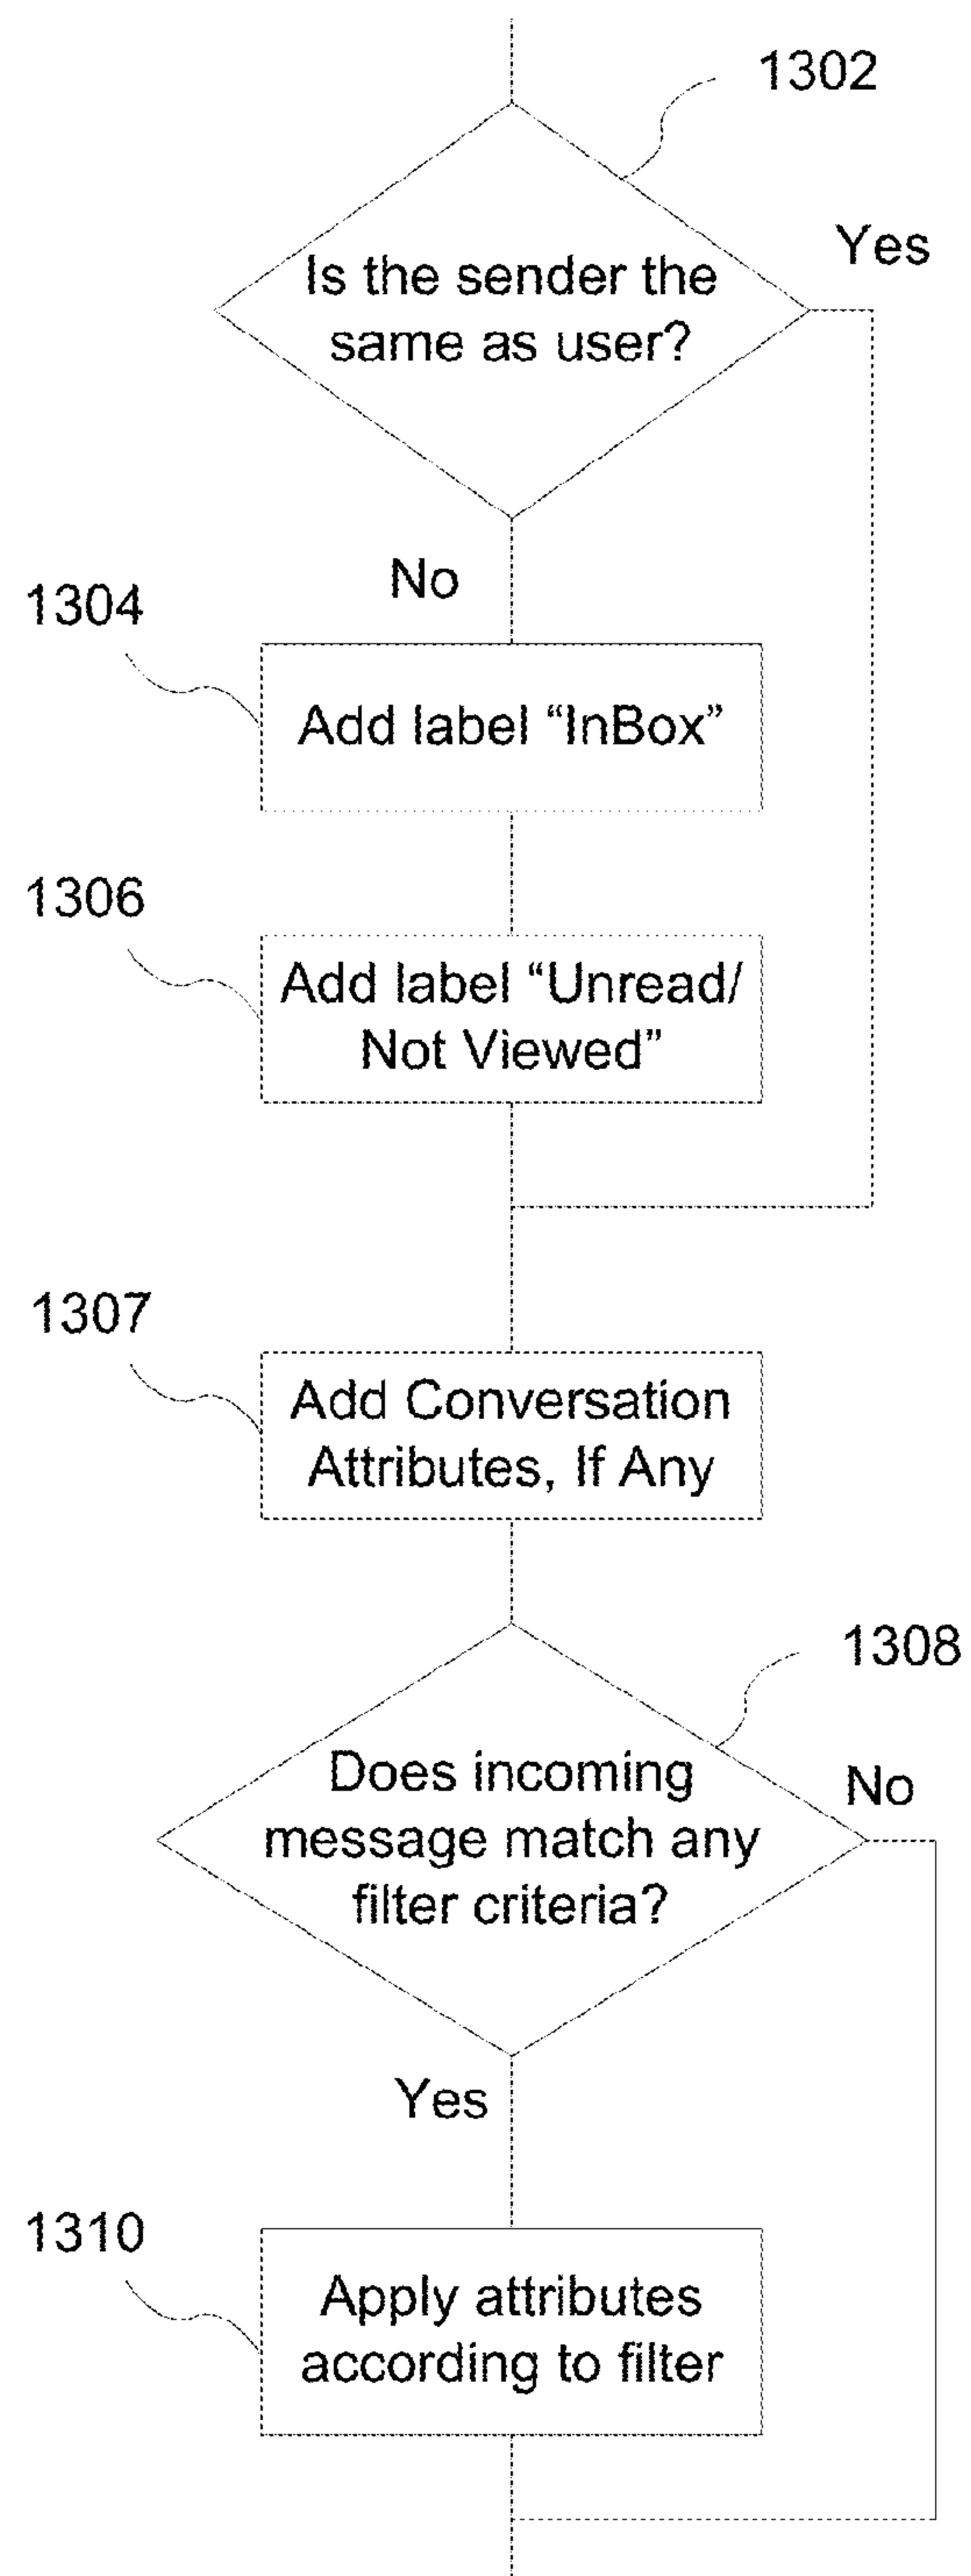 1302
Yes
Is the sender the
same as user?
No
1304
Add label “InBox”
1306
Add label “Unread/
Not Viewed”
1307
Add Conversation
Attributes, If Any
1308
No
Does incoming
message match any
filter criteria?
Yes
1310
Apply attributes
according to filter